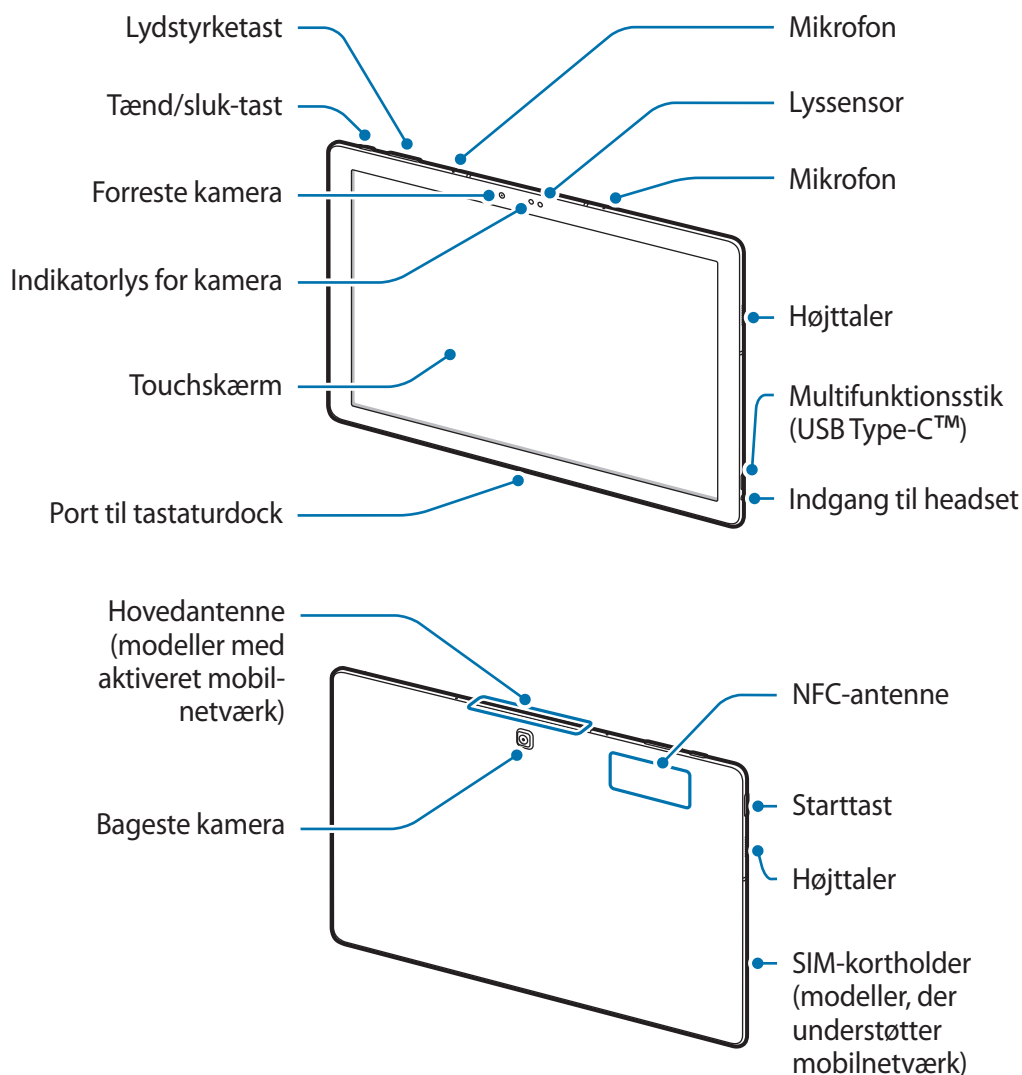 Lydstyrketast
Tænd/sluk-tast
Forreste kamera
Indikatorlys for kamera
Touchskærm
Port til tastaturdock
Mikrofon
Lyssensor
Mikrofon
Højttaler
Multifunktionsstik
(USB Type-C™)
Indgang til headset
Hovedantenne
(modeller med
aktiveret mobil-
netværk)
Bageste kamera
NFC-antenne
Starttast
Højttaler
SIM-kortholder
(modeller, der
understøtter
mobilnetværk)